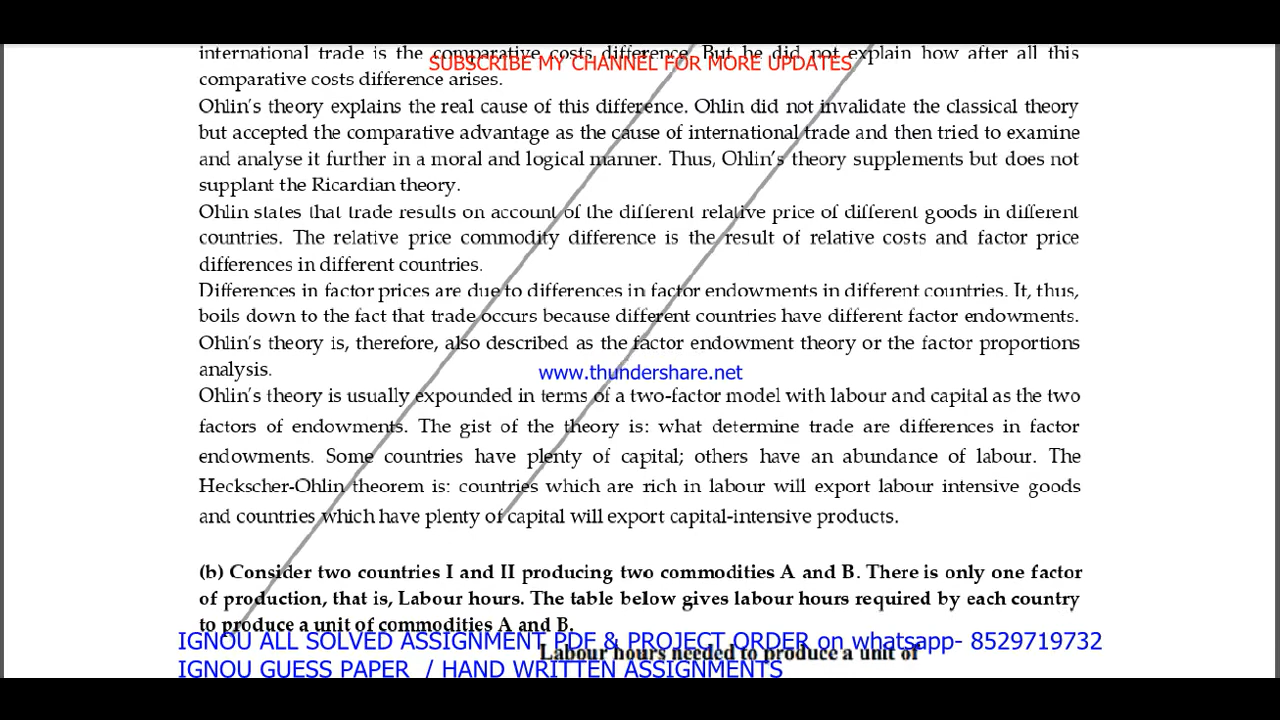 international trade is the comparative costs difference. But he did not explain how after all this
SUBSCRIBE MY CHANNEL FOR MORE UPDATES
comparative costs difference arises.
Ohlin's theory explains the real cause of this difference. Ohlin did not invalidate the classical theory
but accepted the comparative advantage as the cause of international trade and then tried to examine
and analyse it further in a moral and logical manner. Thus, Ohlin's theory supplements but does not
supplant the Ricardian theory.
Ohlin states that trade results on account of the different relative price of different goods in different
countries. The relative price commodity difference is the result of relative costs and factor price
differences in different countries.
Differences in factor prices are due to differences in factor endowments in different countries. It, thus,
boils down to the fact that trade occurs because different countries have different factor endowments.
Ohlin's theory is, therefore, also described as the factor endowment theory or the factor proportions
analysis.
www.thundershare.net
Ohlin's theory is usually expounded in terms of a two-factor model with labour and capital as the two
factors of endowments. The gist of the theory is: what determine trade are differences in factor
endowments. Some countries have plenty of capital; others have an abundance of labour. The
Heckscher-Ohlin theorem is: countries which are rich in labour will export labour intensive goods
and countries which have plenty of capital will export capital-intensive products.
(b) Consider two countries I and II producing two commodities A and B. There is only one factor
of production, that is, Labour hours. The table below gives labour hours required by each country
to produce a unit of commodities A and B.
IGNOU ALL SOLVED ASSIGNMENT PDF & PROJECT ORDER on whatsapp- 8529719732
Labour hours needed to produce a unit of
IGNOU GUESS PAPER / HAND WRITTEN ASSIGNMENTS